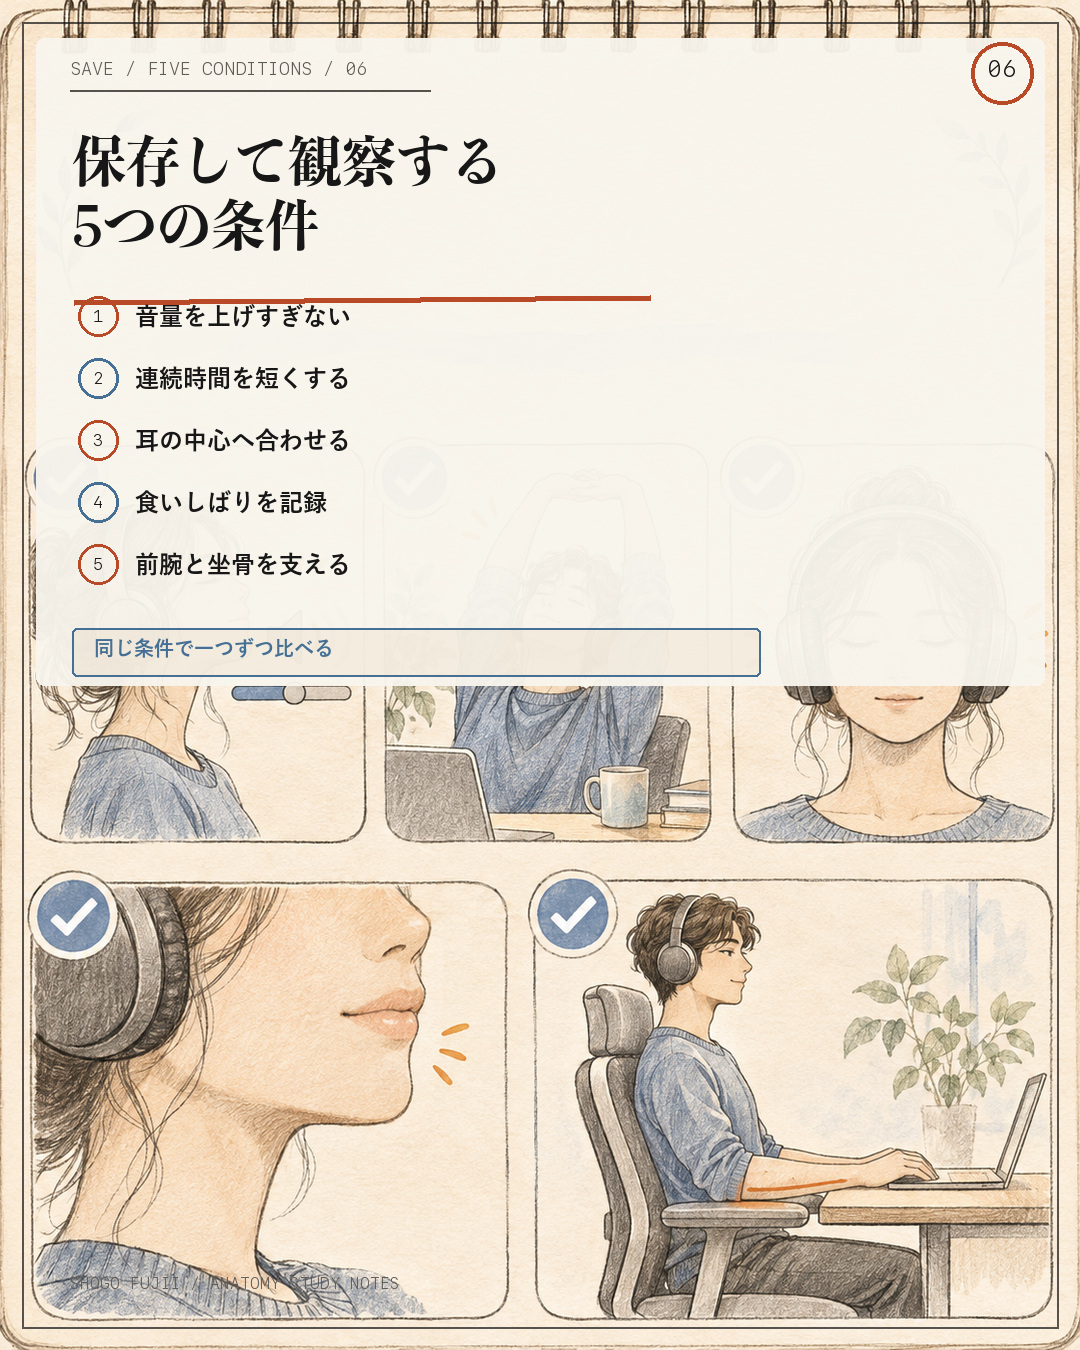 SAVE / FIVE CONDITIONS / 06
06
保存して観察する
5つの条件
1 音量を上げすぎない
2 連続時間を短くする
3 耳の中心へ合わせる
4 食いしばりを記録
5 前腕と坐骨を支える
同じ条件で一つずつ比べる
SHOGO FUJII / ANATOMY STUDY NOTES